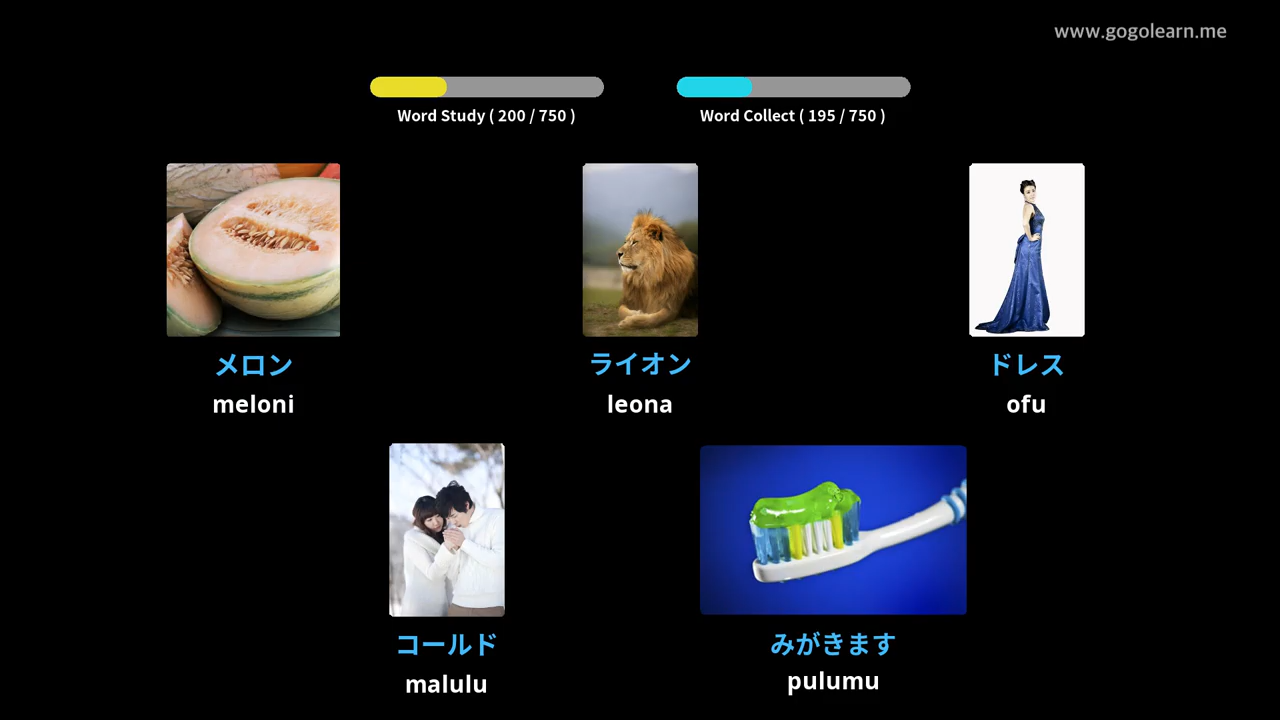 www.gogolearn.me
Word Study ( 200 / 750 )
Word Collect ( 195 / 750 )
メロン
meloni
ライオン
leona
ドレス
ofu
コールド
malulu
みがきます
pulumu